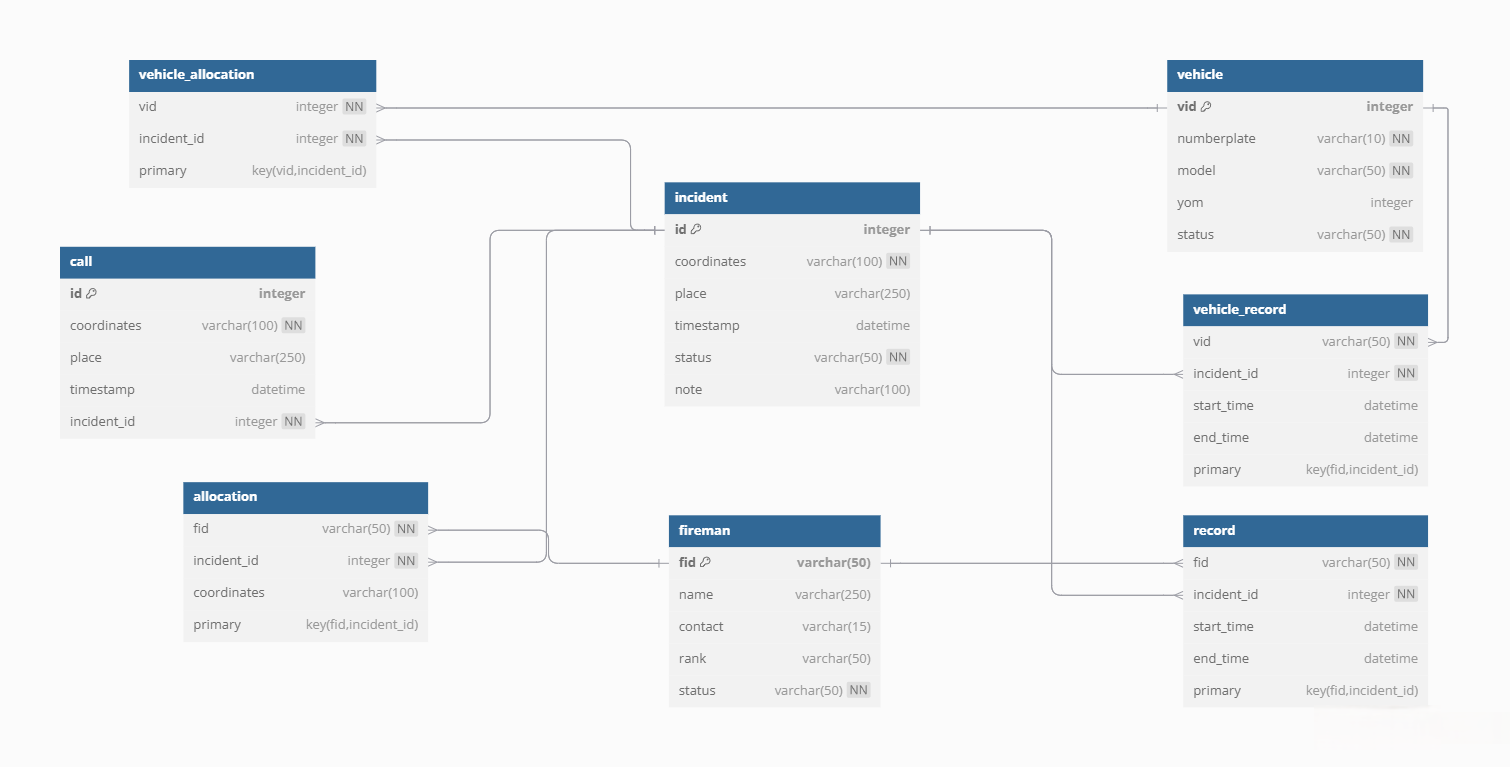 vehicle_allocation
vid integer NN
incident_id integer NN
primary key(vid,incident_id)
vehicle
vid integer
numberplate varchar(10) NN
model varchar(50) NN
yom integer
status varchar(50) NN
incident
id integer
coordinates varchar(100) NN
place varchar(250)
timestamp datetime
status varchar(50) NN
note varchar(100)
call
id integer
coordinates varchar(100) NN
place varchar(250)
timestamp datetime
incident_id integer NN
vehicle_record
vid varchar(50) NN
incident_id integer NN
start_time datetime
end_time datetime
primary key(fid,incident_id)
allocation
fid varchar(50) NN
incident_id integer NN
coordinates varchar(100)
primary key(fid,incident_id)
fireman
fid varchar(50)
name varchar(250)
contact varchar(15)
rank varchar(50)
status varchar(50) NN
record
fid varchar(50) NN
incident_id integer NN
start_time datetime
end_time datetime
primary key(fid,incident_id)